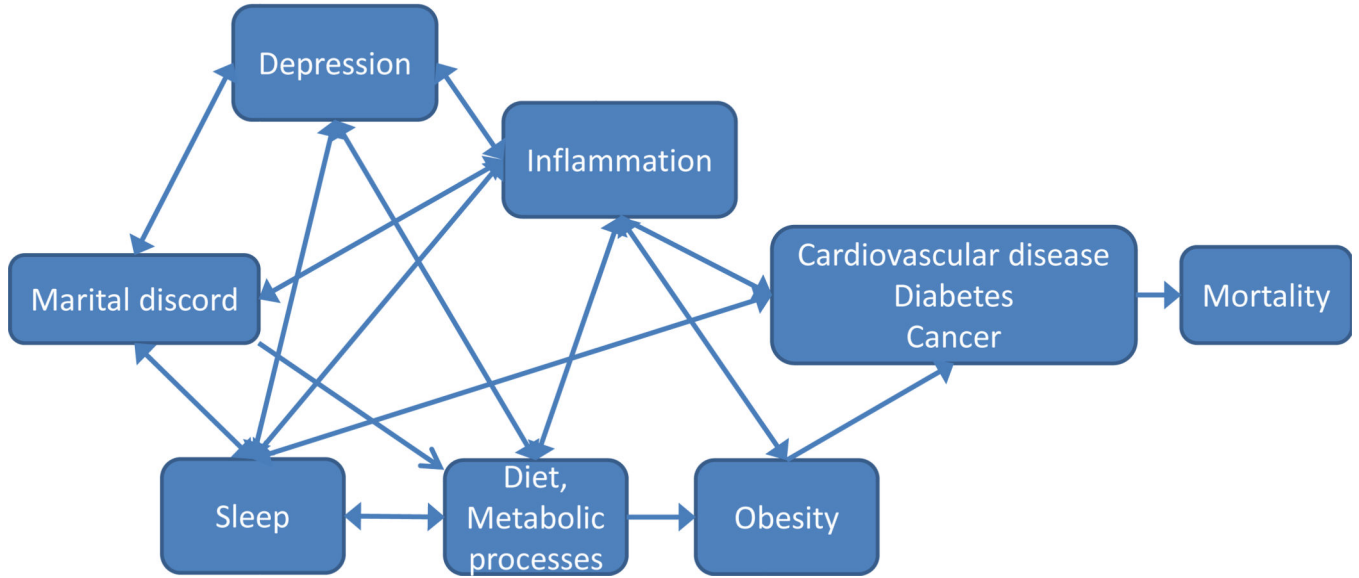 Depression
Inflammation
Marital discord
Cardiovascular disease
Diabetes
Cancer
Mortality
Sleep
Diet,
Metabolic
processes
Obesity